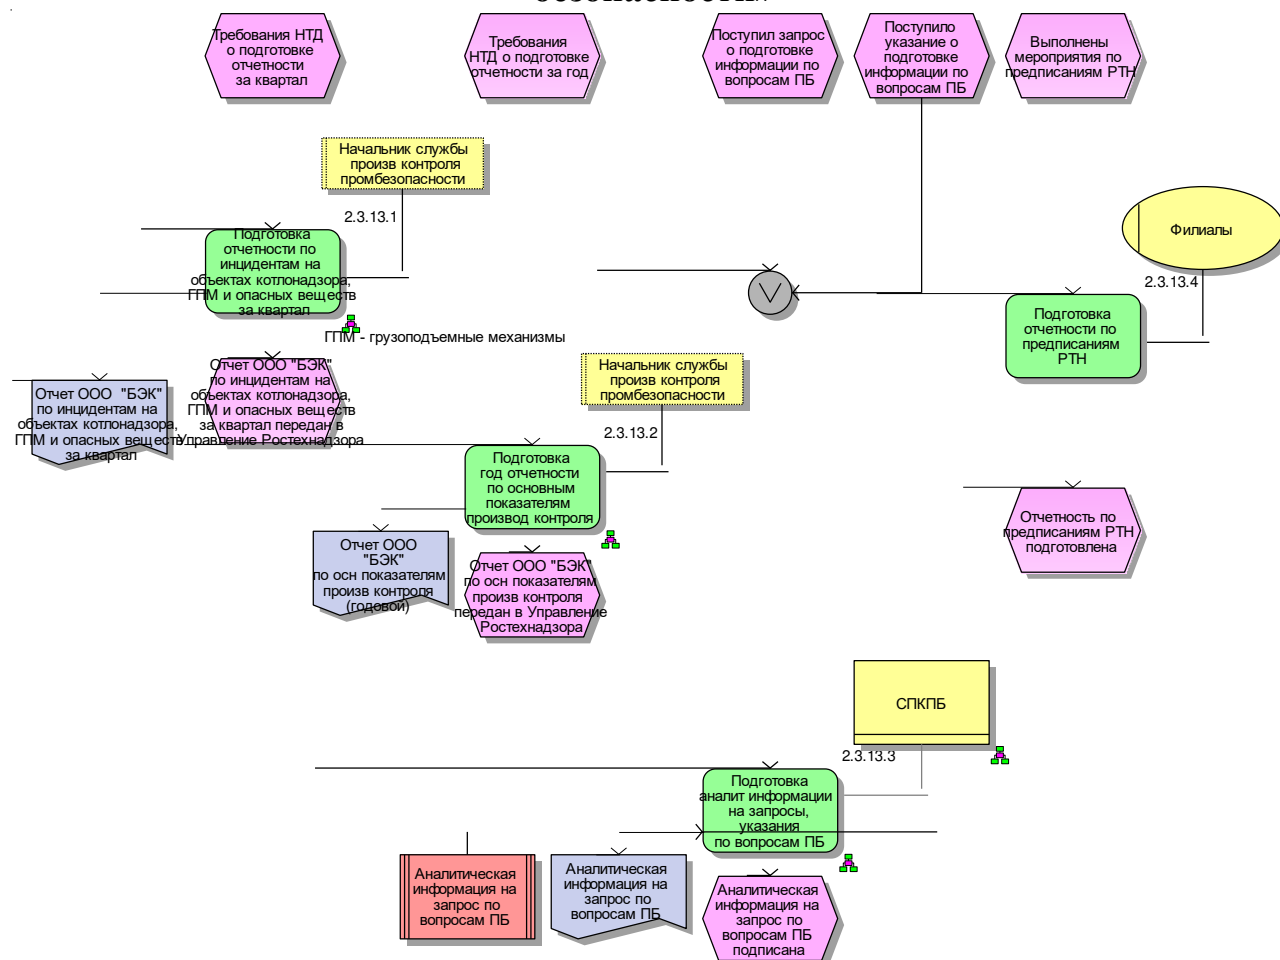 безопасности»
Требования НТД
о подготовке
отчетности
за квартал
Требования
НТД о подготовке
отчетности за год
Поступил запрос
о подготовке
информации по
вопросам ПБ
Поступило
указание о
подготовке
информации по
вопросам ПБ
Выполнены
мероприятия по
предписаниям РТН
Начальник службы
произв контроля
промбезопасности
2.3.13.1
Подготовка
отчетности по
инцидентам на
объектах котлонадзора,
ГПМ и опасных веществ
за квартал
ГПМ - грузоподъемные механизмы
Филиалы
2.3.13.4
Подготовка
отчетности по
предписаниям
РТН
Отчет ООО "БЭК"
по инцидентам на
объектах котлонадзора,
ГПМ и опасных веществ
за квартал
Отчет ООО "БЭК"
по инцидентам на
объектах котлонадзора,
ГПМ и опасных веществ
за квартал передан в
Управление Ростехнадзора
Начальник службы
произв контроля
промбезопасности
2.3.13.2
Подготовка
год отчетности
по основным
показателям
производ контроля
Отчет ООО
"БЭК"
по осн показателям
произв контроля
(годовой)
Отчет ООО "БЭК"
по осн показателям
произв контроля
передан в Управление
Ростехнадзора
Отчетность по
предписаниям РТН
подготовлена
СПКПБ
2.3.13.3
Подготовка
аналит информации
на запросы,
указания
по вопросам ПБ
Аналитическая
информация на
запрос по
вопросам ПБ
Аналитическая
информация на
запрос по
вопросам ПБ
Аналитическая
информация на
запрос по
вопросам ПБ
подписана